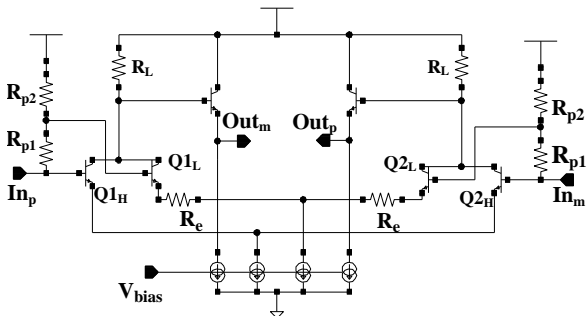 R_L
R_L
R_p2
R_p2
Out_m
Out_p
R_p1
R_p1
Q1_L
Q2_L
In_p
Q1_H
Q2_H
In_m
R_e
R_e
V_bias